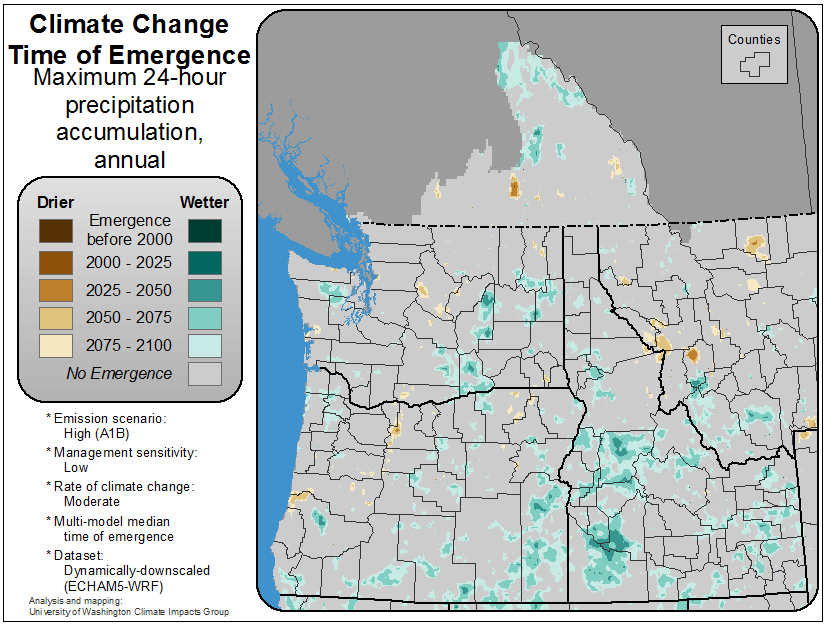 Climate Change
Time of Emergence
Maximum 24-hour
precipitation
accumulation,
annual
Drier Wetter
Emergence
before 2000
2000 - 2025
2025 - 2050
2050 - 2075
2075 - 2100
No Emergence
* Emission scenario:
High (A1B)
* Management sensitivity:
Low
* Rate of climate change:
Moderate
* Multi-model median
time of emergence
* Dataset:
Dynamically-downscaled
(ECHAM5-WRF)
Analysis and mapping:
University of Washington Climate Impacts Group
Counties